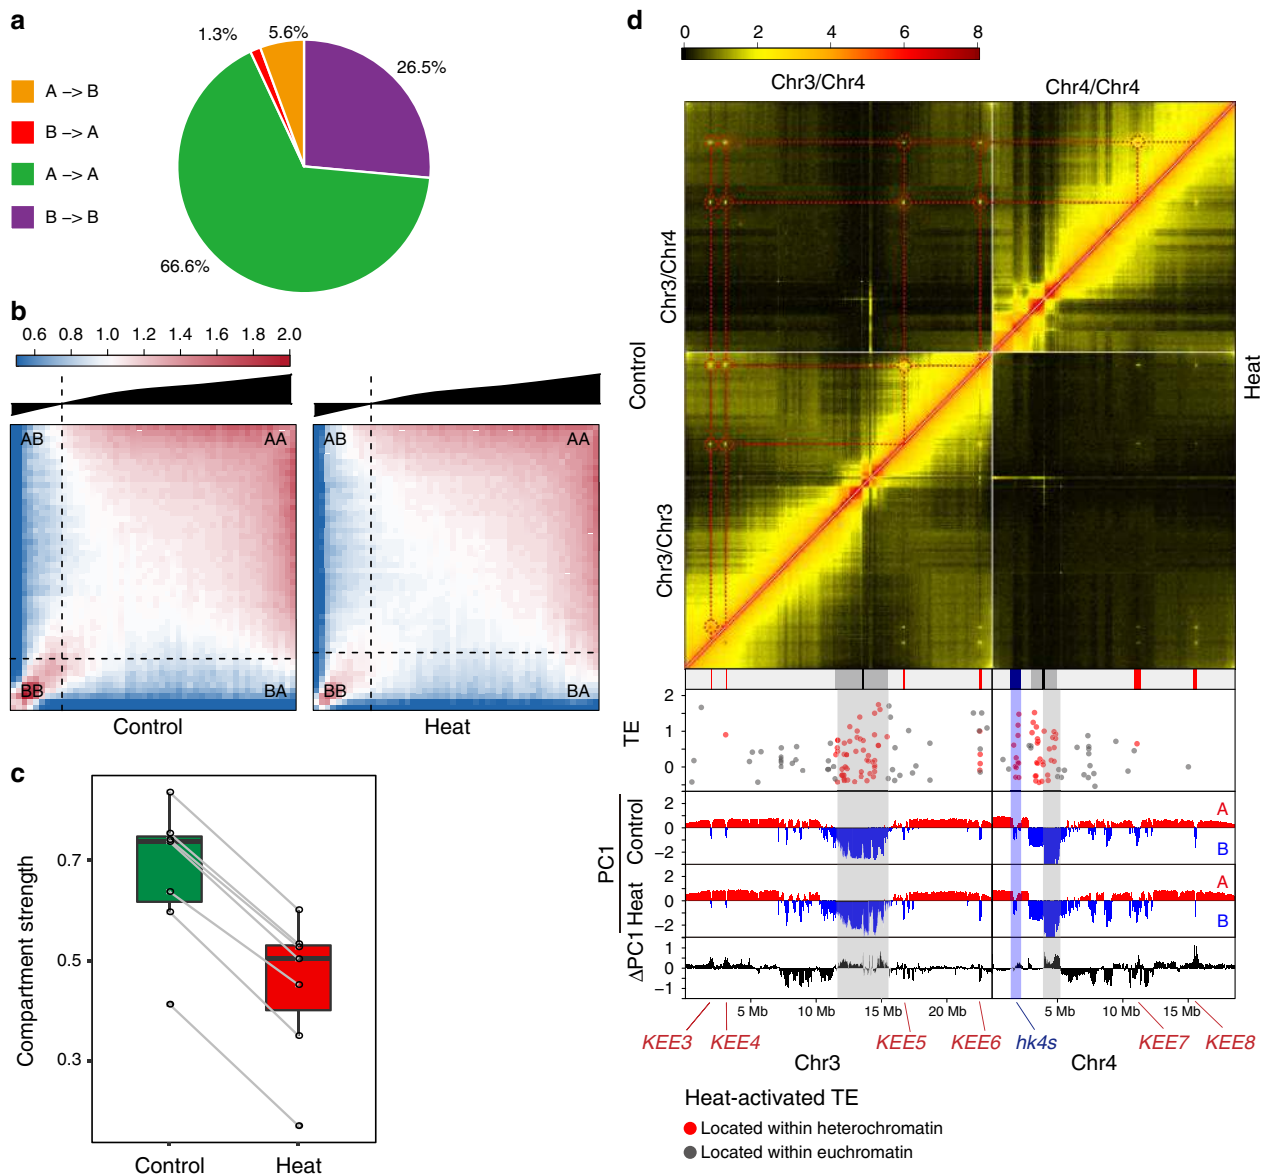 a
1.3%
5.6%
26.5%
66.6%
A –> B
B –> A
A –> A
B –> B
b
0.6 0.8 1.0 1.2 1.4 1.6 2.0
AB AA
BB BA
Control
AB AA
BB BA
Heat
c
Compartment strength
0.7
0.5
0.3
Control Heat
d
0 2 4 6 8
Chr3/Chr4 Chr4/Chr4
Chr3/Chr4
Control
Heat
Chr3/Chr3
TE
2
1
0
PC1
Control
2
0
−2
A
B
Heat
2
0
−2
A
B
ΔPC1
1
0
−1
5 Mb 10 Mb 15 Mb 20 Mb 5 Mb 10 Mb 15 Mb
KEE3 KEE4 KEE5 KEE6 hk4s KEE7 KEE8
Chr3 Chr4
Heat-activated TE
Located within heterochromatin
Located within euchromatin